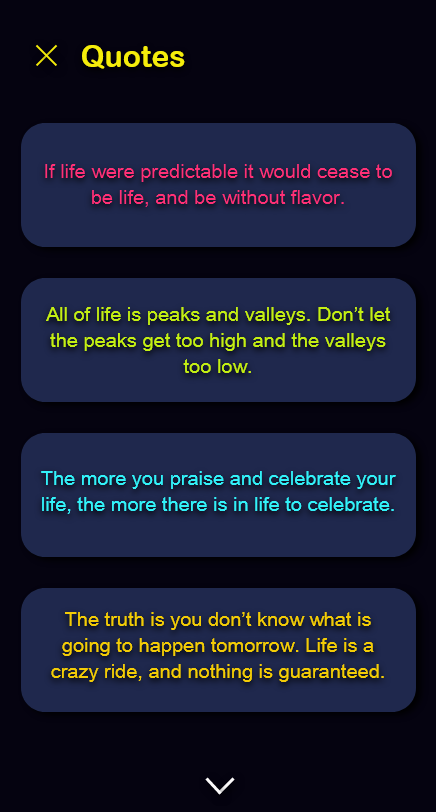 Quotes
If life were predictable it would cease to
be life, and be without flavor.
All of life is peaks and valleys. Don’t let
the peaks get too high and the valleys
too low.
The more you praise and celebrate your
life, the more there is in life to celebrate.
The truth is you don’t know what is
going to happen tomorrow. Life is a
crazy ride, and nothing is guaranteed.